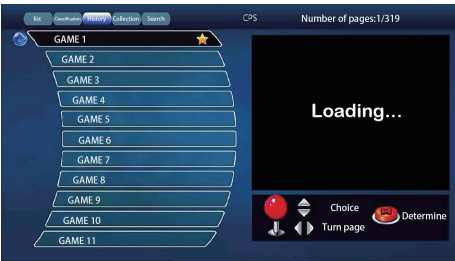 list Classification History Collection Search CPS Number of pages:1/319
GAME 1
GAME 2
GAME 3
GAME 4
GAME 5
GAME 6
GAME 7
GAME 8
GAME 9
GAME 10
GAME 11
Loading...
Choice
Turn page
Determine